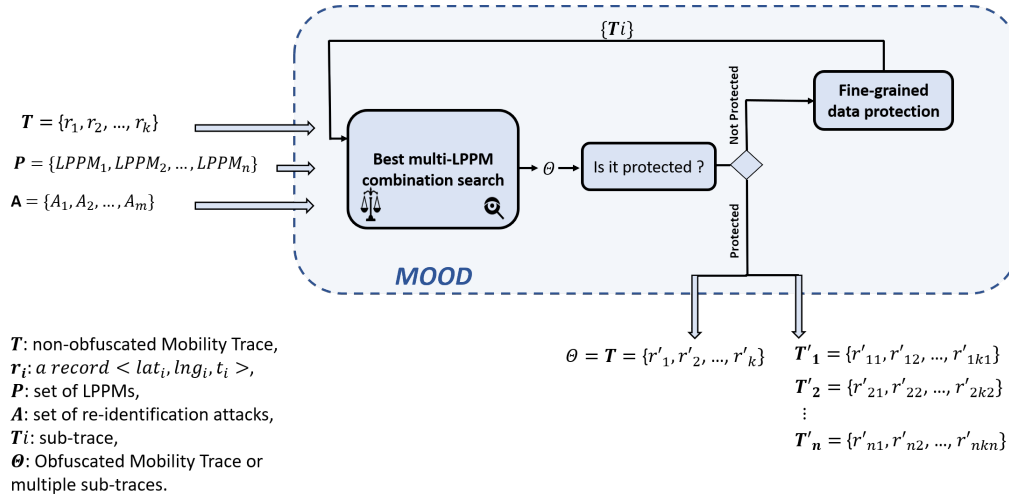 {Ti}
Not Protected
Fine-grained
data protection
T = {r₁, r₂, ..., rₖ}
P = {LPPM₁, LPPM₂, ..., LPPMₙ}
A = {A₁, A₂, ..., Aₘ}
Best multi-LPPM
combination search
Θ
Is it protected ?
Protected
MOOD
T: non-obfuscated Mobility Trace,
rᵢ: a record < latᵢ, lngᵢ, tᵢ >,
P: set of LPPMs,
A: set of re-identification attacks,
Ti: sub-trace,
Θ: Obfuscated Mobility Trace or
multiple sub-traces.
Θ = T = {r'₁, r'₂, ..., r'ₖ}
T'₁ = {r'₁₁, r'₁₂, ..., r'₁ₖ₁}
T'₂ = {r'₂₁, r'₂₂, ..., r'₂ₖ₂}
⋮
T'ₙ = {r'ₙ₁, r'ₙ₂, ..., r'ₙₖₙ}